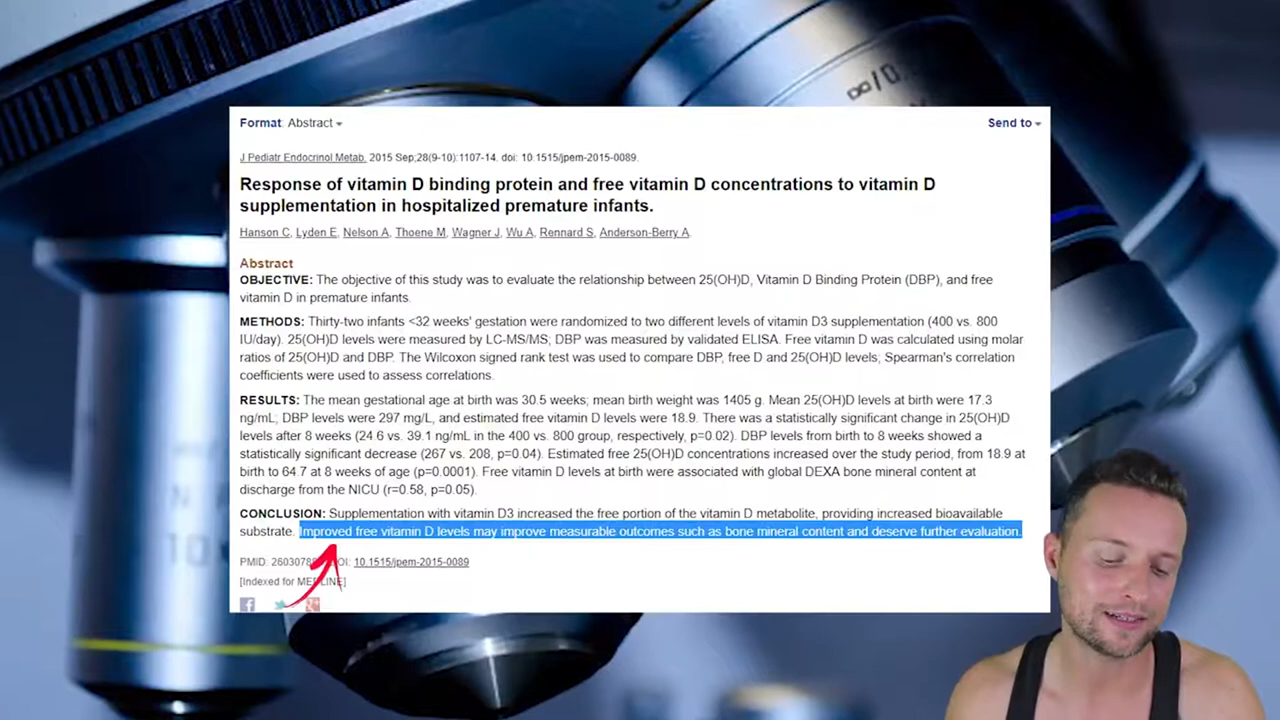 ∞/0
Format: Abstract
Send to
J Pediatr Endocrinol Metab. 2015 Sep;28(9-10):1107-14. doi: 10.1515/jpem-2015-0089.
Response of vitamin D binding protein and free vitamin D concentrations to vitamin D
supplementation in hospitalized premature infants.
Hanson C, Lyden E, Nelson A, Thoene M, Wagner J, Wu A, Rennard S, Anderson-Berry A.
Abstract
OBJECTIVE: The objective of this study was to evaluate the relationship between 25(OH)D, Vitamin D Binding Protein (DBP), and free
vitamin D in premature infants.
METHODS: Thirty-two infants <32 weeks' gestation were randomized to two different levels of vitamin D3 supplementation (400 vs. 800
IU/day). 25(OH)D levels were measured by LC-MS/MS; DBP was measured by validated ELISA. Free vitamin D was calculated using molar
ratios of 25(OH)D and DBP. The Wilcoxon signed rank test was used to compare DBP, free D and 25(OH)D levels; Spearman's correlation
coefficients were used to assess correlations.
RESULTS: The mean gestational age at birth was 30.5 weeks; mean birth weight was 1405 g. Mean 25(OH)D levels at birth were 17.3
ng/mL; DBP levels were 297 mg/L, and estimated free vitamin D levels were 18.9. There was a statistically significant change in 25(OH)D
levels after 8 weeks (24.6 vs. 39.1 ng/mL in the 400 vs. 800 group, respectively, p=0.02). DBP levels from birth to 8 weeks showed a
statistically significant decrease (267 vs. 208, p=0.04). Estimated free 25(OH)D concentrations increased over the study period, from 18.9 at
birth to 64.7 at 8 weeks of age (p=0.0001). Free vitamin D levels at birth were associated with global DEXA bone mineral content at
discharge from the NICU (r=0.58, p=0.05).
CONCLUSION: Supplementation with vitamin D3 increased the free portion of the vitamin D metabolite, providing increased bioavailable
substrate. Improved free vitamin D levels may improve measurable outcomes such as bone mineral content and deserve further evaluation.
PMID: 2603078 DOI: 10.1515/jpem-2015-0089
[Indexed for MEDLINE]
10